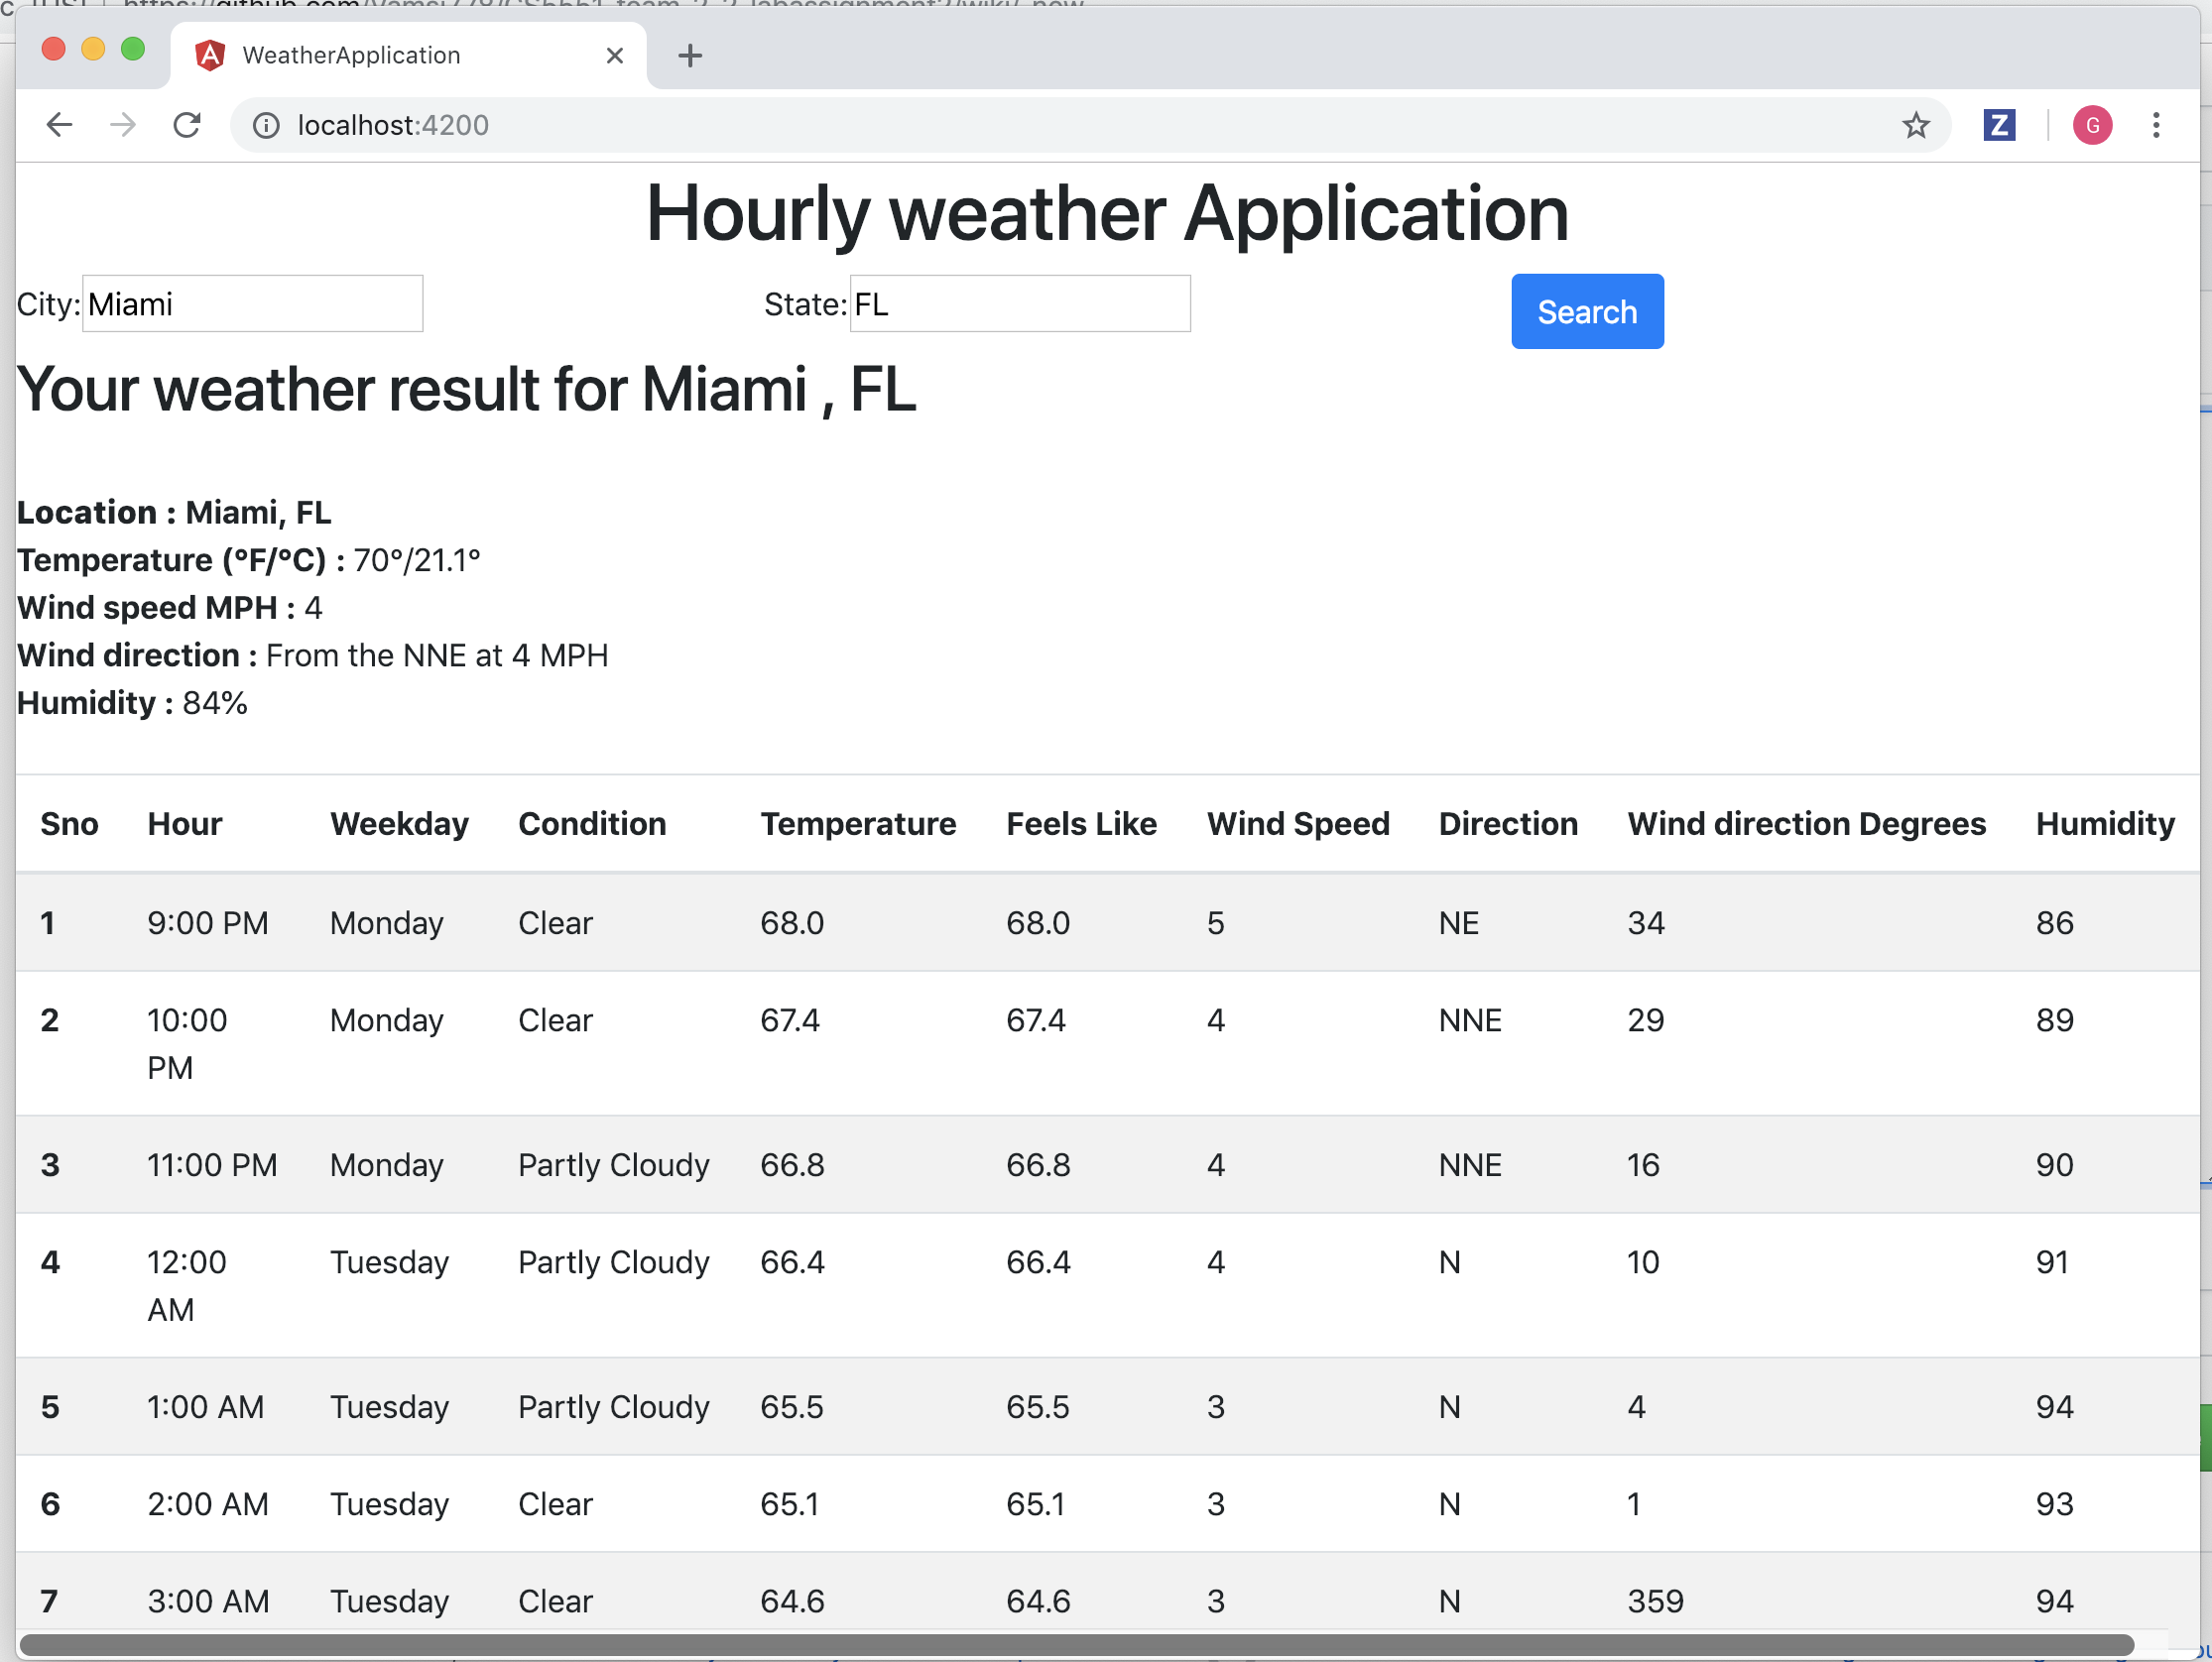 WeatherApplication
localhost:4200
Z
G
Hourly weather Application
City: Miami State: FL Search
Your weather result for Miami , FL
Location : Miami, FL
Temperature (°F/°C) : 70°/21.1°
Wind speed MPH : 4
Wind direction : From the NNE at 4 MPH
Humidity : 84%
Sno Hour Weekday Condition Temperature Feels Like Wind Speed Direction Wind direction Degrees Humidity
1 9:00 PM Monday Clear 68.0 68.0 5 NE 34 86
2 10:00 Monday Clear 67.4 67.4 4 NNE 29 89
PM
3 11:00 PM Monday Partly Cloudy 66.8 66.8 4 NNE 16 90
4 12:00 Tuesday Partly Cloudy 66.4 66.4 4 N 10 91
AM
5 1:00 AM Tuesday Partly Cloudy 65.5 65.5 3 N 4 94
6 2:00 AM Tuesday Clear 65.1 65.1 3 N 1 93
7 3:00 AM Tuesday Clear 64.6 64.6 3 N 359 94